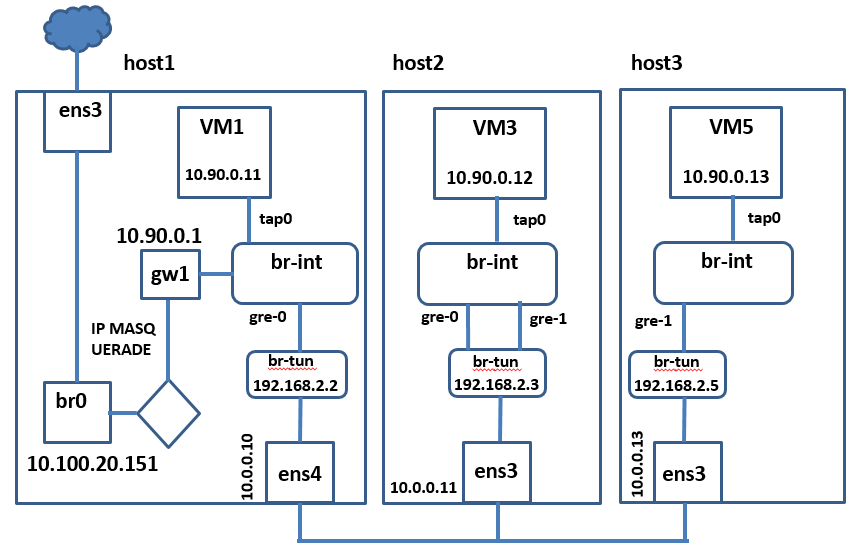 host1
host2
host3
ens3
VM1
10.90.0.11
VM3
10.90.0.12
VM5
10.90.0.13
tap0
tap0
tap0
10.90.0.1
gw1
br-int
br-int
br-int
gre-0
gre-0
gre-1
gre-1
IP MASQ
UERADE
br-tun
192.168.2.2
br-tun
192.168.2.3
br-tun
192.168.2.5
br0
10.100.20.151
10.0.0.10
ens4
10.0.0.11
ens3
10.0.0.13
ens3